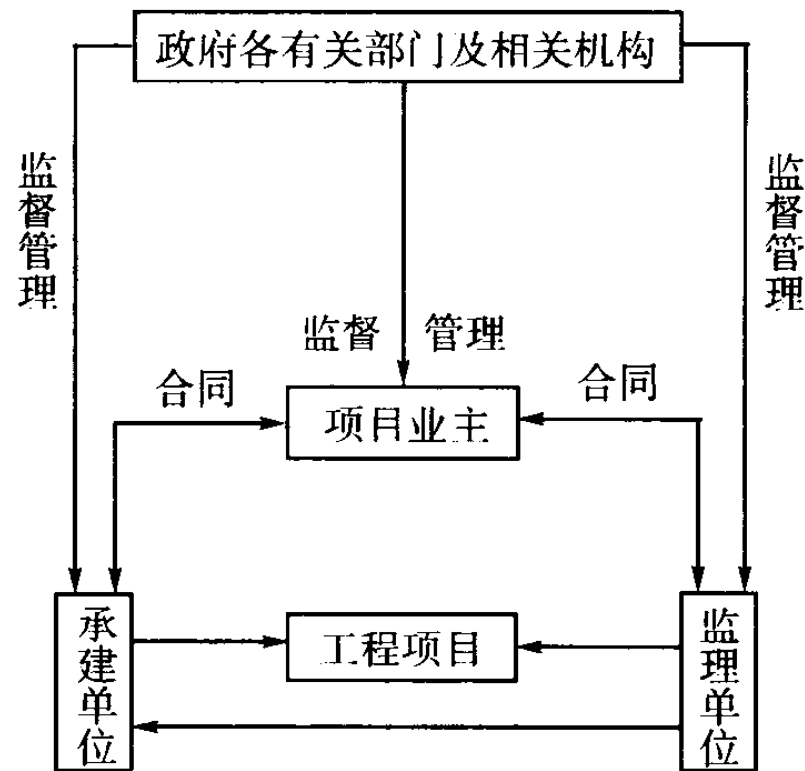 政府各有关部门及相关机构
监督管理
监督管理
监督 管理
合同
合同
项目业主
承建单位
工程项目
监理单位